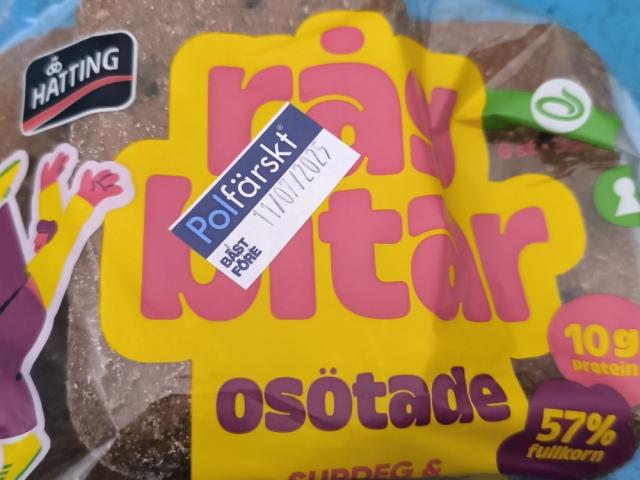 HATTING
råg
bitar
Polfärskt
BÄST
FÖRE
11/07/2025
osötade
10g
protein
57%
fullkorn
SURDEG &